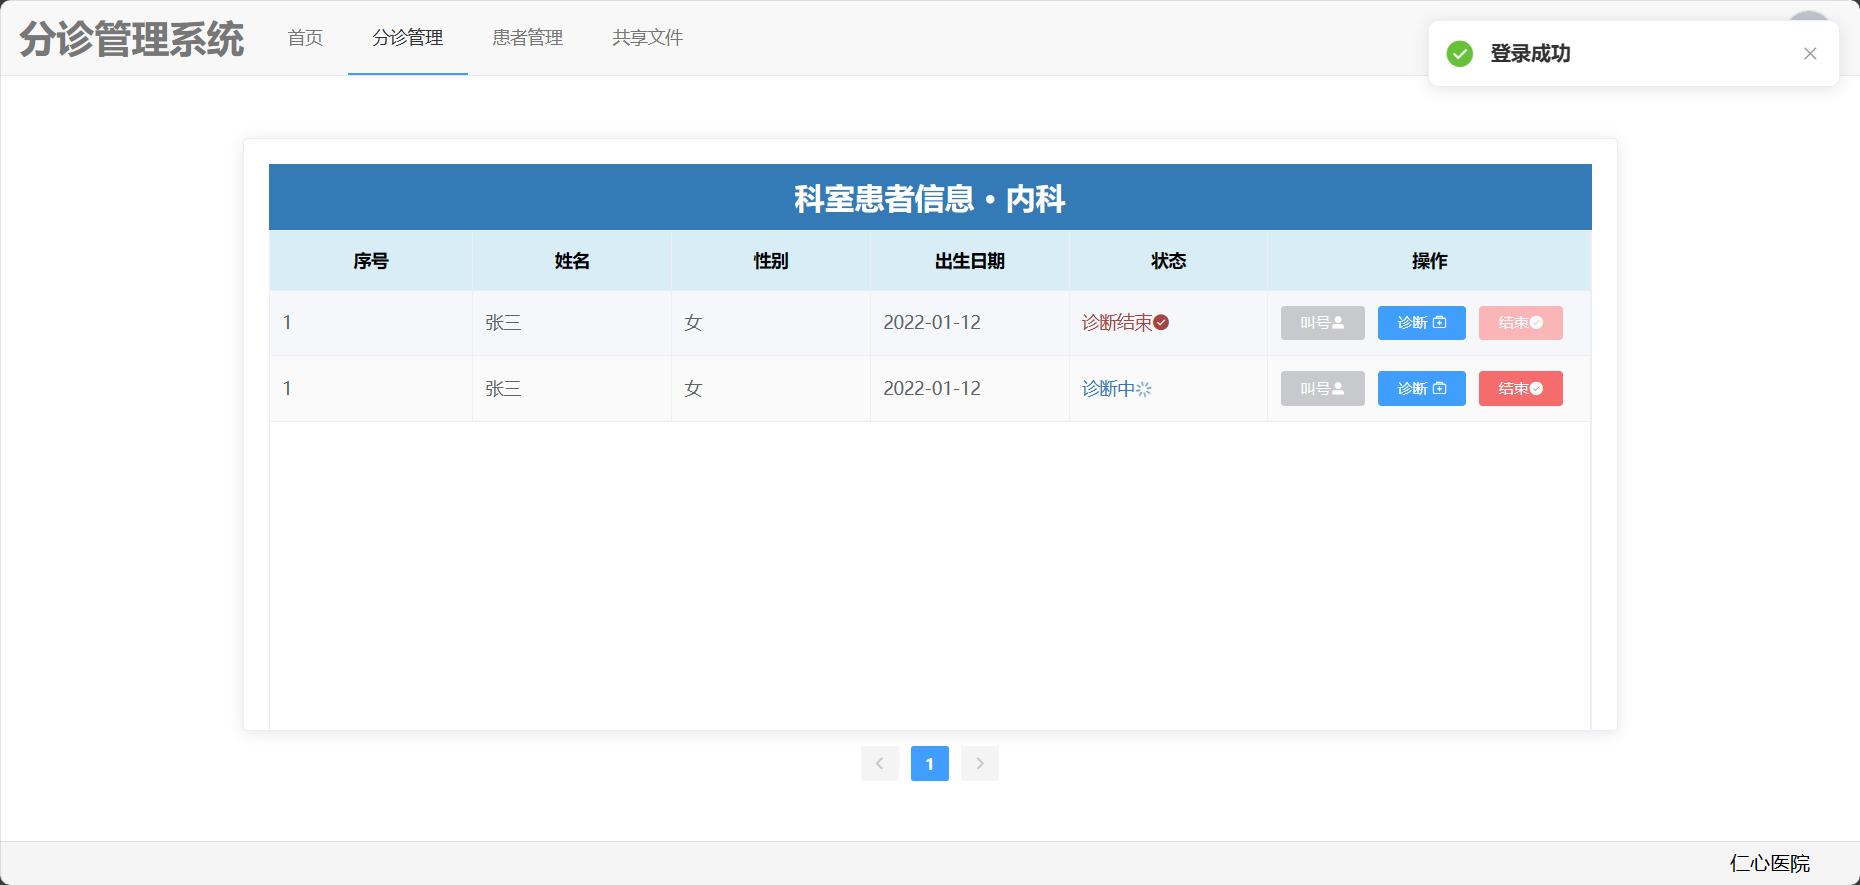 分诊管理系统 首页 分诊管理 患者管理 共享文件
登录成功
科室患者信息 • 内科
序号 姓名 性别 出生日期 状态 操作
1 张三 女 2022-01-12 诊断结束 叫号 诊断 结束
1 张三 女 2022-01-12 诊断中 叫号 诊断 结束
1
仁心医院